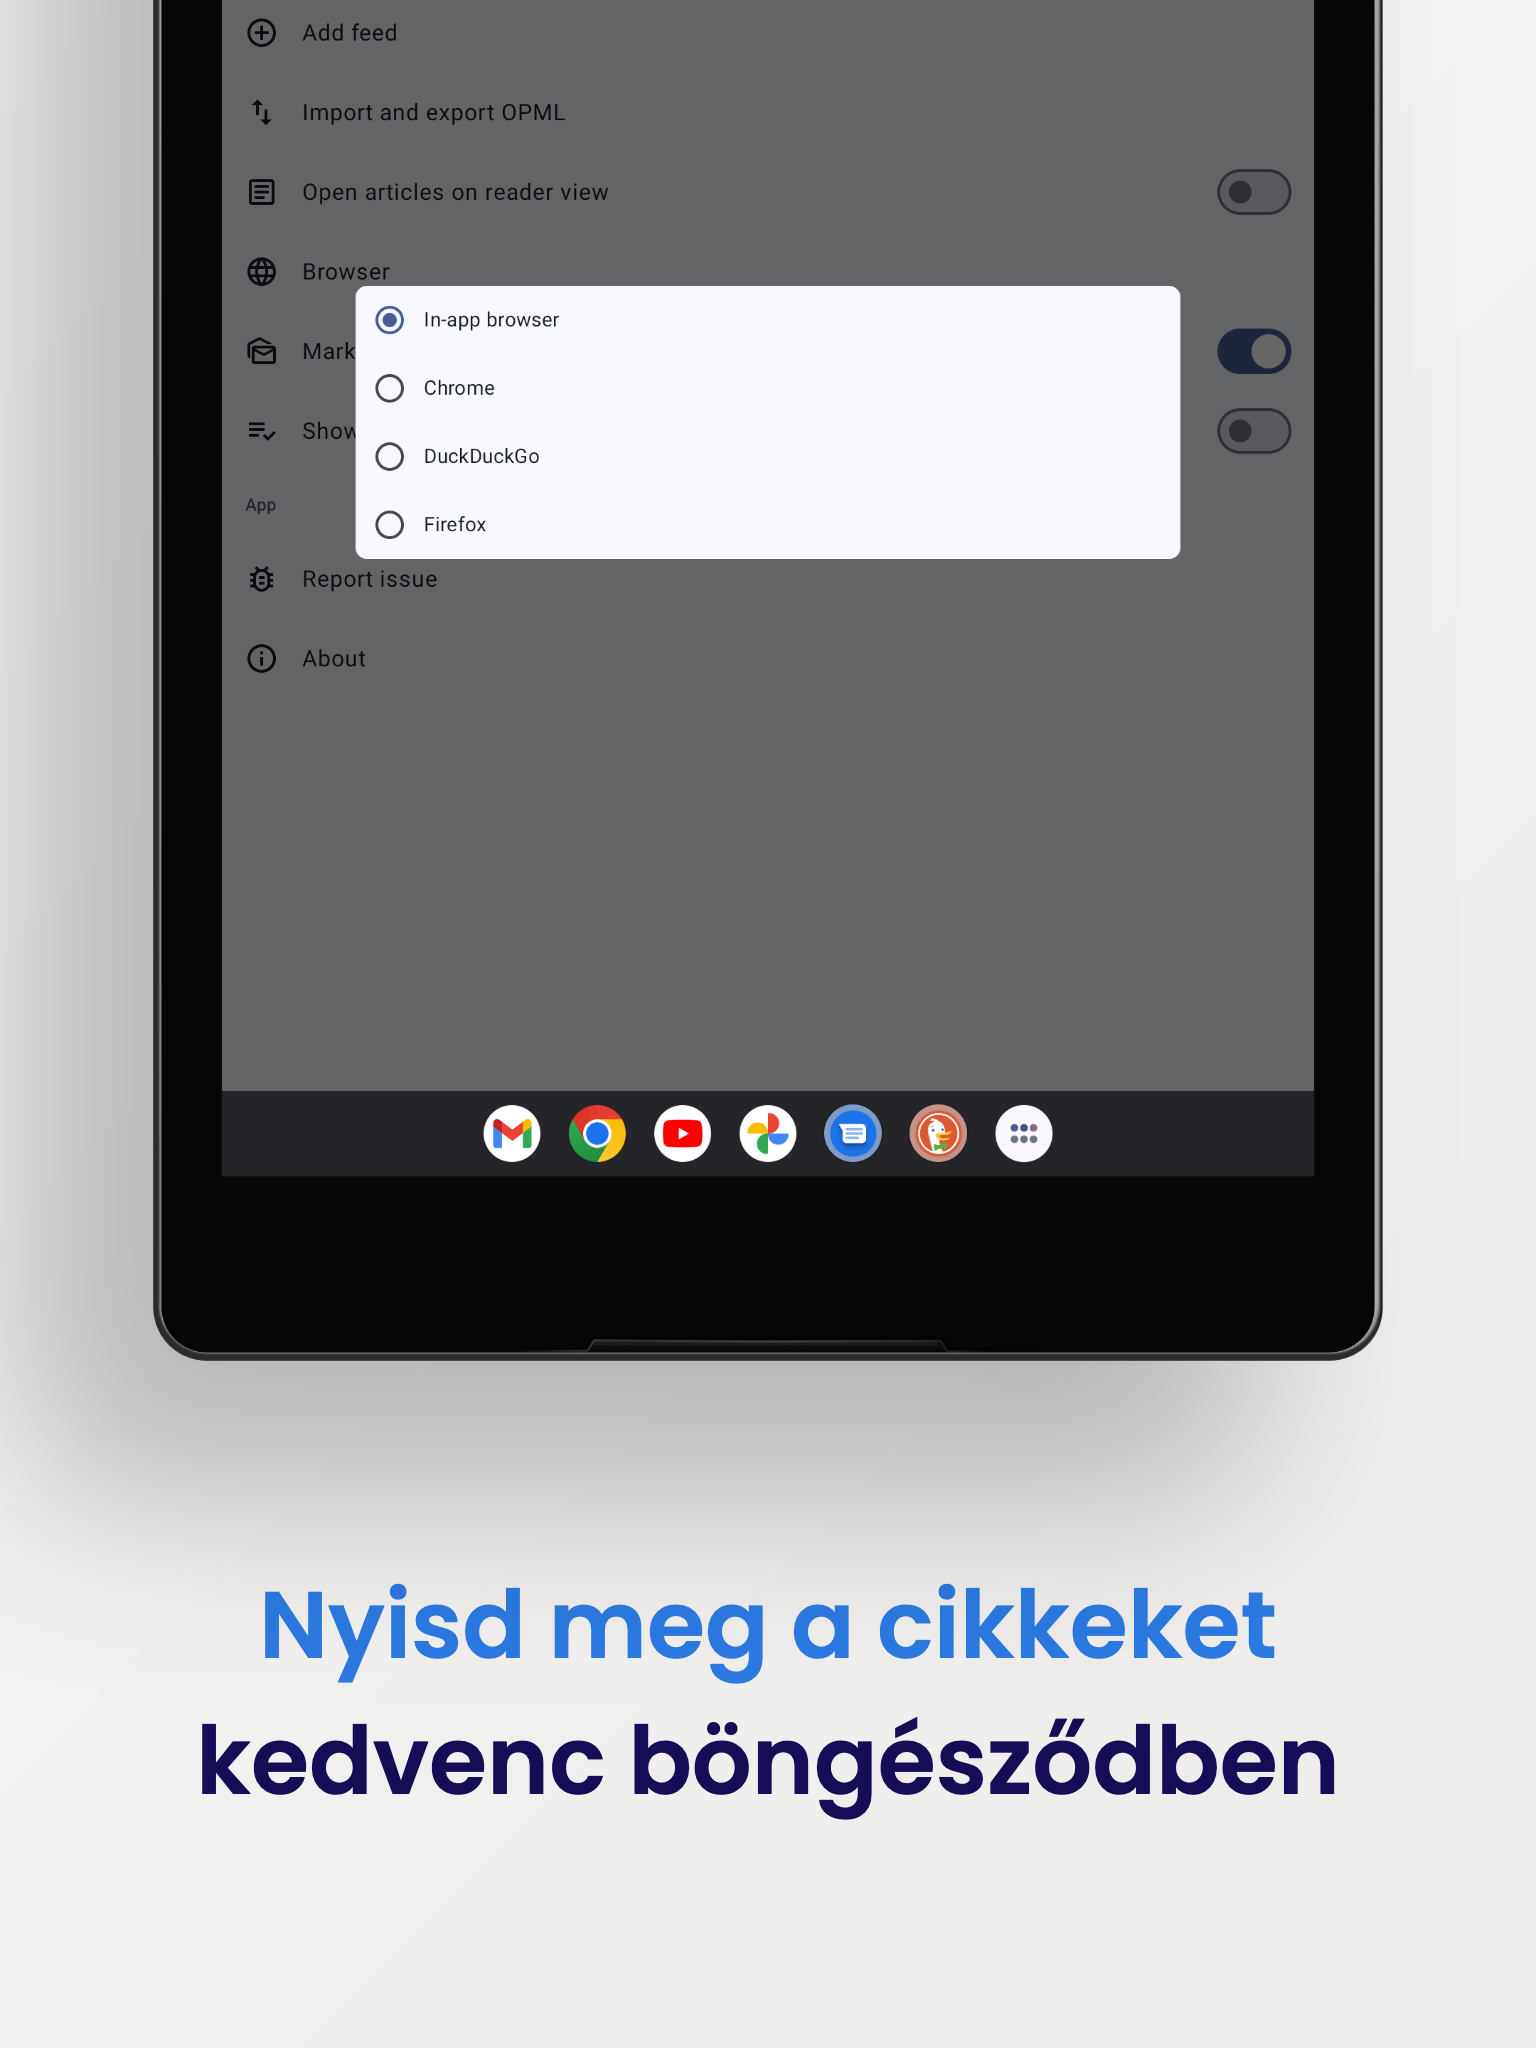 Add feed
Import and export OPML
Open articles on reader view
Browser
In-app browser
Mark
Chrome
Show
DuckDuckGo
App
Firefox
Report issue
About
Nyisd meg a cikkeket
kedvenc böngésződben